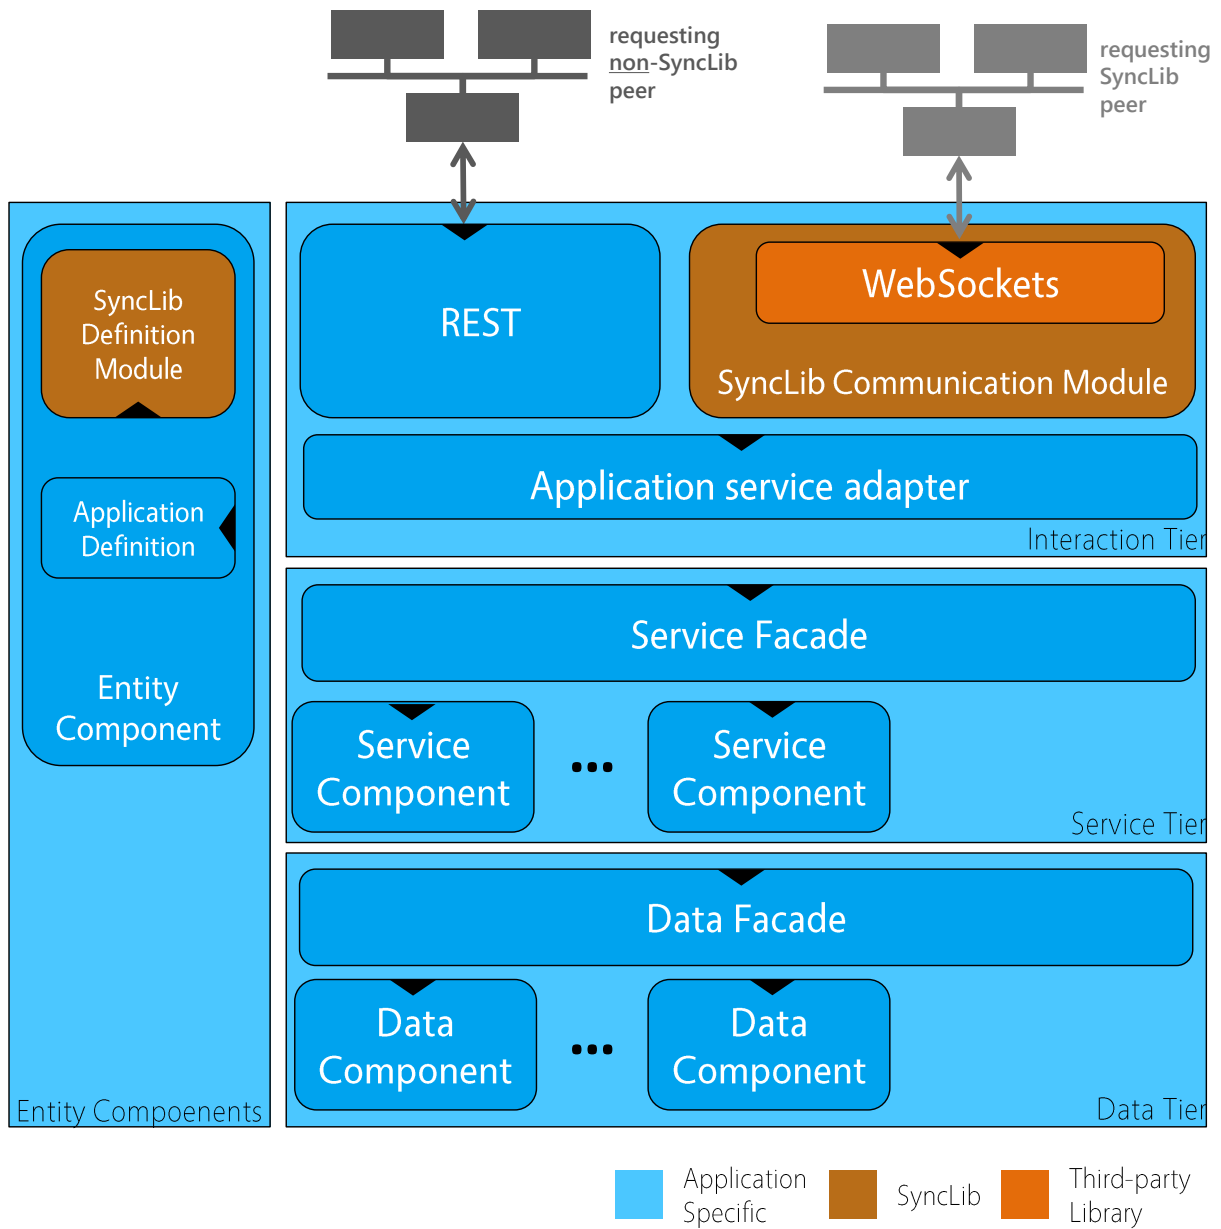 requesting
non-SyncLib
peer
requesting
SyncLib
peer
SyncLib
Definition
Module
Application
Definition
Entity
Component
Entity Compoenents
REST
WebSockets
SyncLib Communication Module
Application service adapter
Interaction Tier
Service Facade
Service
Component
...
Service
Component
Service Tier
Data Facade
Data
Component
...
Data
Component
Data Tier
Application
Specific
SyncLib
Third-party
Library